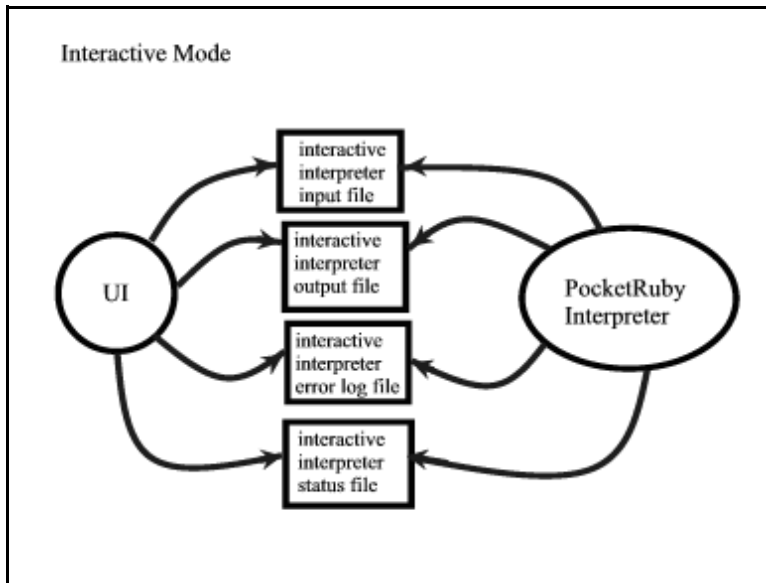 Interactive Mode
interactive
interpreter
input file
interactive
interpreter
output file
UI
PocketRuby
Interpreter
interactive
interpreter
error log file
interactive
interpreter
status file